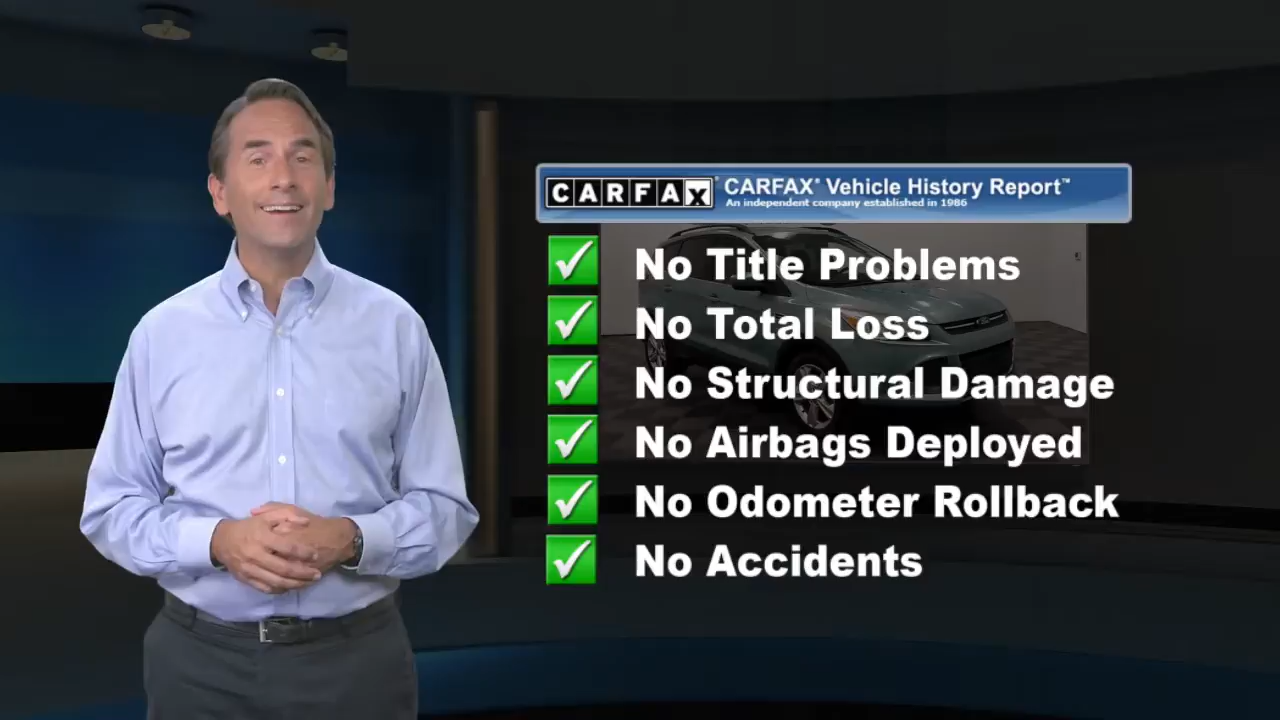 CARFAX® CARFAX® Vehicle History Report™
An independent company established in 1986
No Title Problems
No Total Loss
No Structural Damage
No Airbags Deployed
No Odometer Rollback
No Accidents